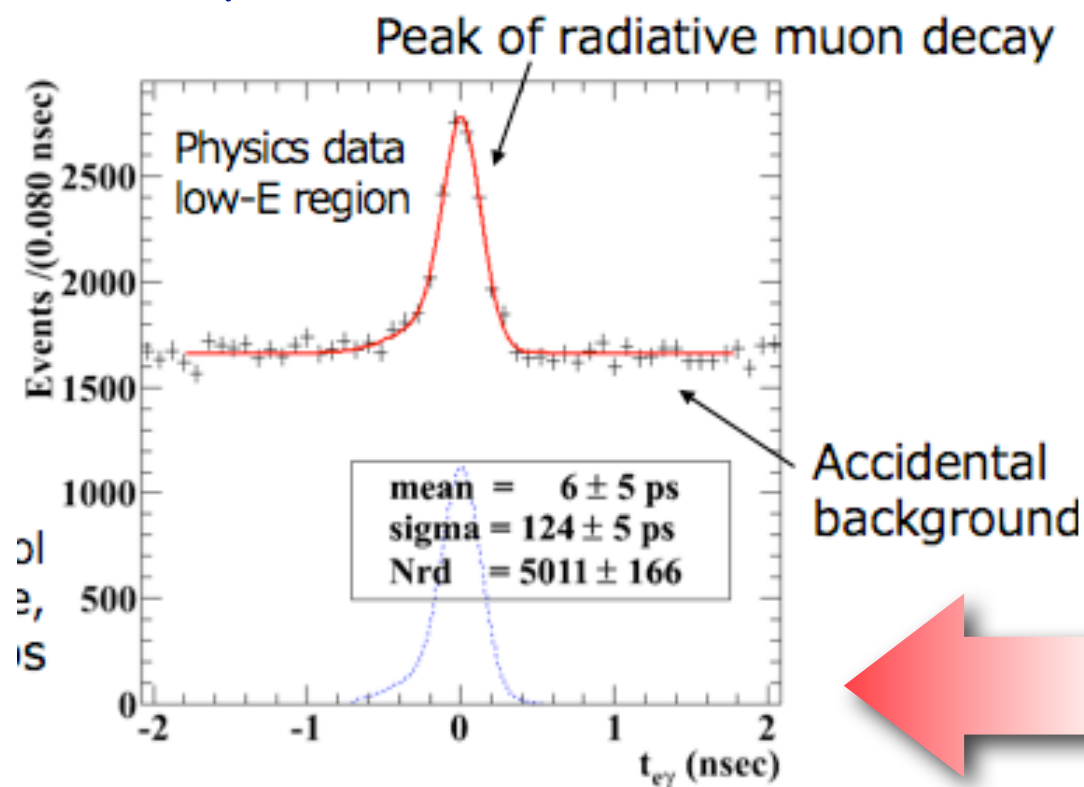 Peak of radiative muon decay
Physics data
low-E region
Events /(0.080 nsec)
2500
2000
1500
1000
500
0
mean = 6 ± 5 ps
sigma = 124 ± 5 ps
Nrd = 5011 ± 166
Accidental
background
-2 -1 0 1 2
t_eγ (nsec)